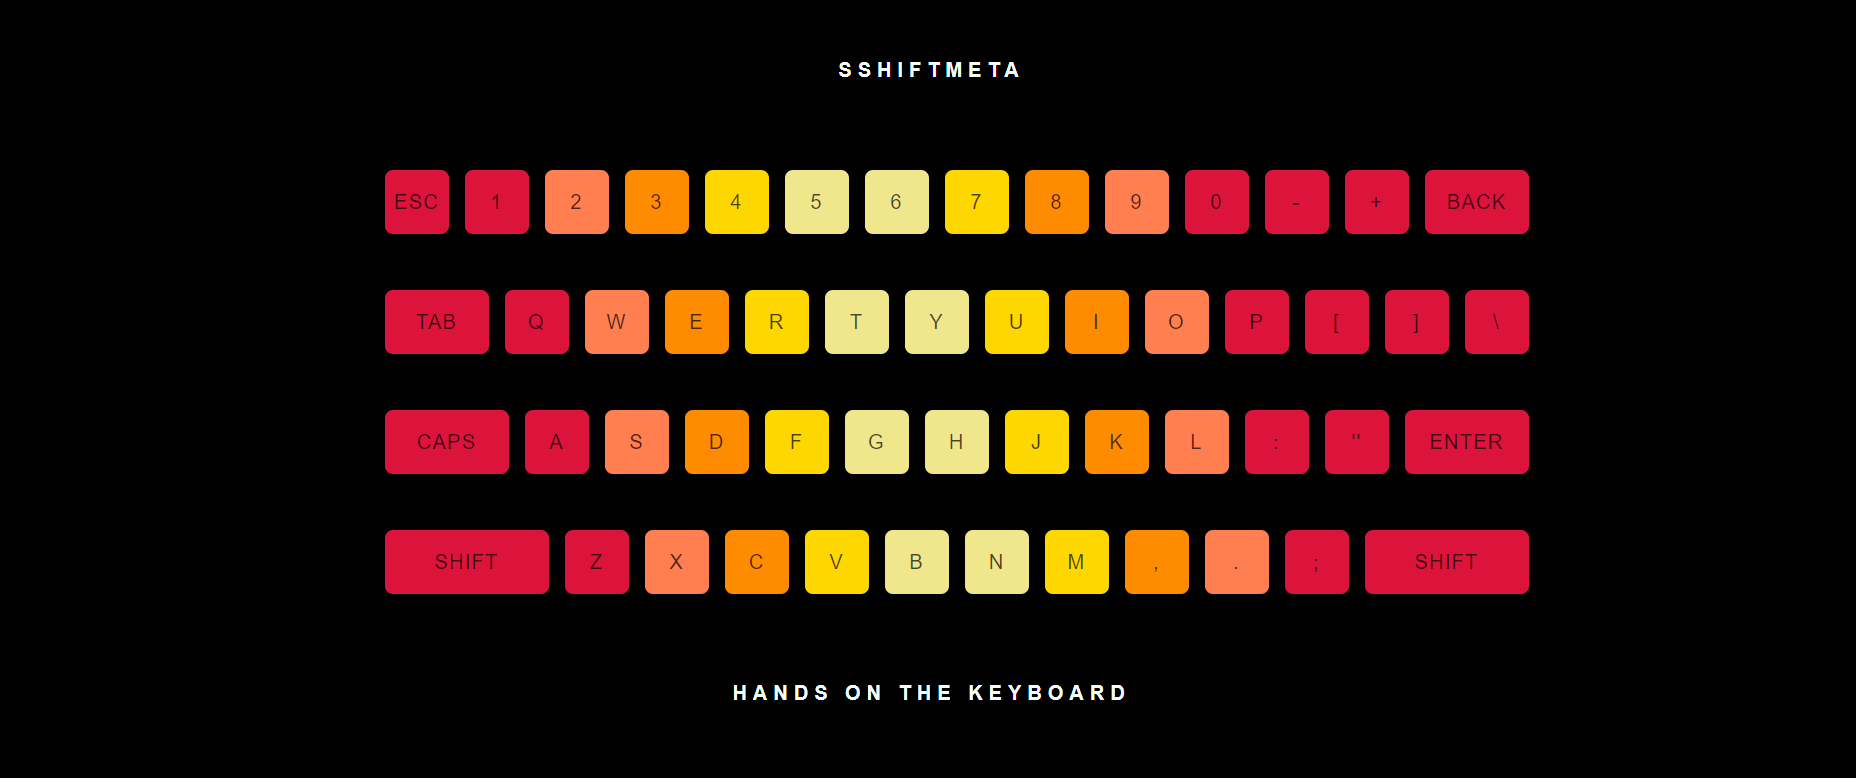 SSHIFTMETA
ESC 1 2 3 4 5 6 7 8 9 0 - + BACK
TAB Q W E R T Y U I O P [ ] \
CAPS A S D F G H J K L : " ENTER
SHIFT Z X C V B N M , . ; SHIFT
HANDS ON THE KEYBOARD